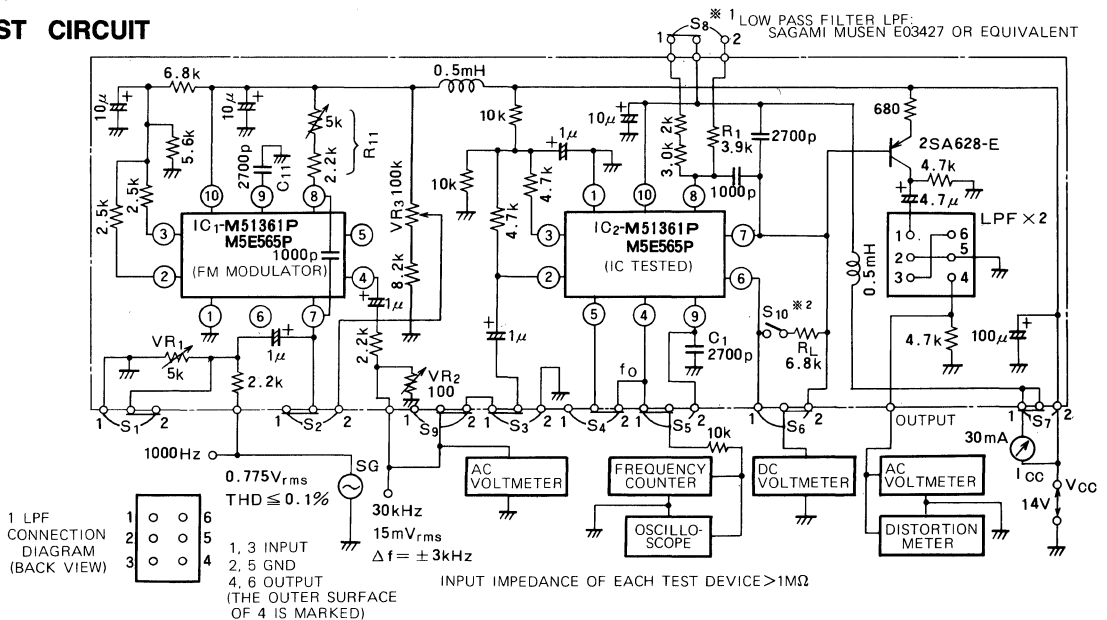 ST CIRCUIT
※1 LOW PASS FILTER LPF:
SAGAMI MUSEN E03427 OR EQUIVALENT
S8
1 2
6.8k
0.5mH
10μ +
5.6k
10μ +
5k
2.2k
R11
2700p
C11
2.5k
2.5k
10
9
8
3
5
2
4
1
6
7
IC1-M51361P
M5E565P
(FM MODULATOR)
1000p
VR3 100k
8.2k
1μ
2.2k
VR2
100
VR1
5k
1μ +
2.2k
10k
10k
1μ
4.7k
4.7k
1μ
10μ +
3.0k 2k
R1
3.9k
2700p
1000p
1
10
8
3
7
2
6
5
4
9
IC2-M51361P
M5E565P
(IC TESTED)
C1
2700p
fo
S10 ※2
RL
6.8k
680
2SA628-E
4.7k
4.7μ
LPF×2
1 6
2 5
3 4
0.5mH
4.7k
100μ +
1 S1 2
1 S2 2
1 S9 2
1 S3 2
1 S4 2
1 S5 2
1 S6 2
OUTPUT
1 S7 2
1000Hz
0.775Vrms
THD≦0.1%
SG
30kHz
15mVrms
Δf=±3kHz
AC
VOLTMETER
10k
FREQUENCY
COUNTER
OSCILLO-
SCOPE
DC
VOLTMETER
AC
VOLTMETER
DISTORTION
METER
30mA
ICC
VCC
14V
1 LPF
CONNECTION
DIAGRAM
(BACK VIEW)
1 6
2 5
3 4
1, 3 INPUT
2, 5 GND
4, 6 OUTPUT
(THE OUTER SURFACE
OF 4 IS MARKED)
INPUT IMPEDANCE OF EACH TEST DEVICE>1MΩ